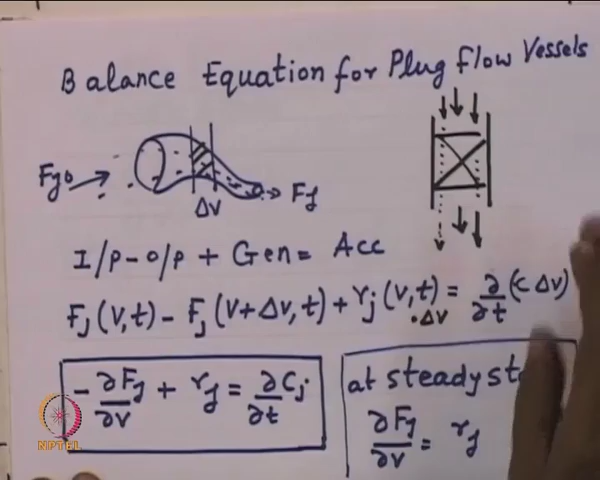 Balance Equation for Plug Flow Vessels
Fj0
ΔV
Fj
I/P - O/P + Gen = Acc
Fj(V,t) - Fj(V+ΔV,t) + rj(V,t) = ∂/∂t (C ΔV)
.ΔV
-∂Fj/∂V + rj = ∂Cj/∂t
at steady st
∂Fj/∂V = rj
NPTEL